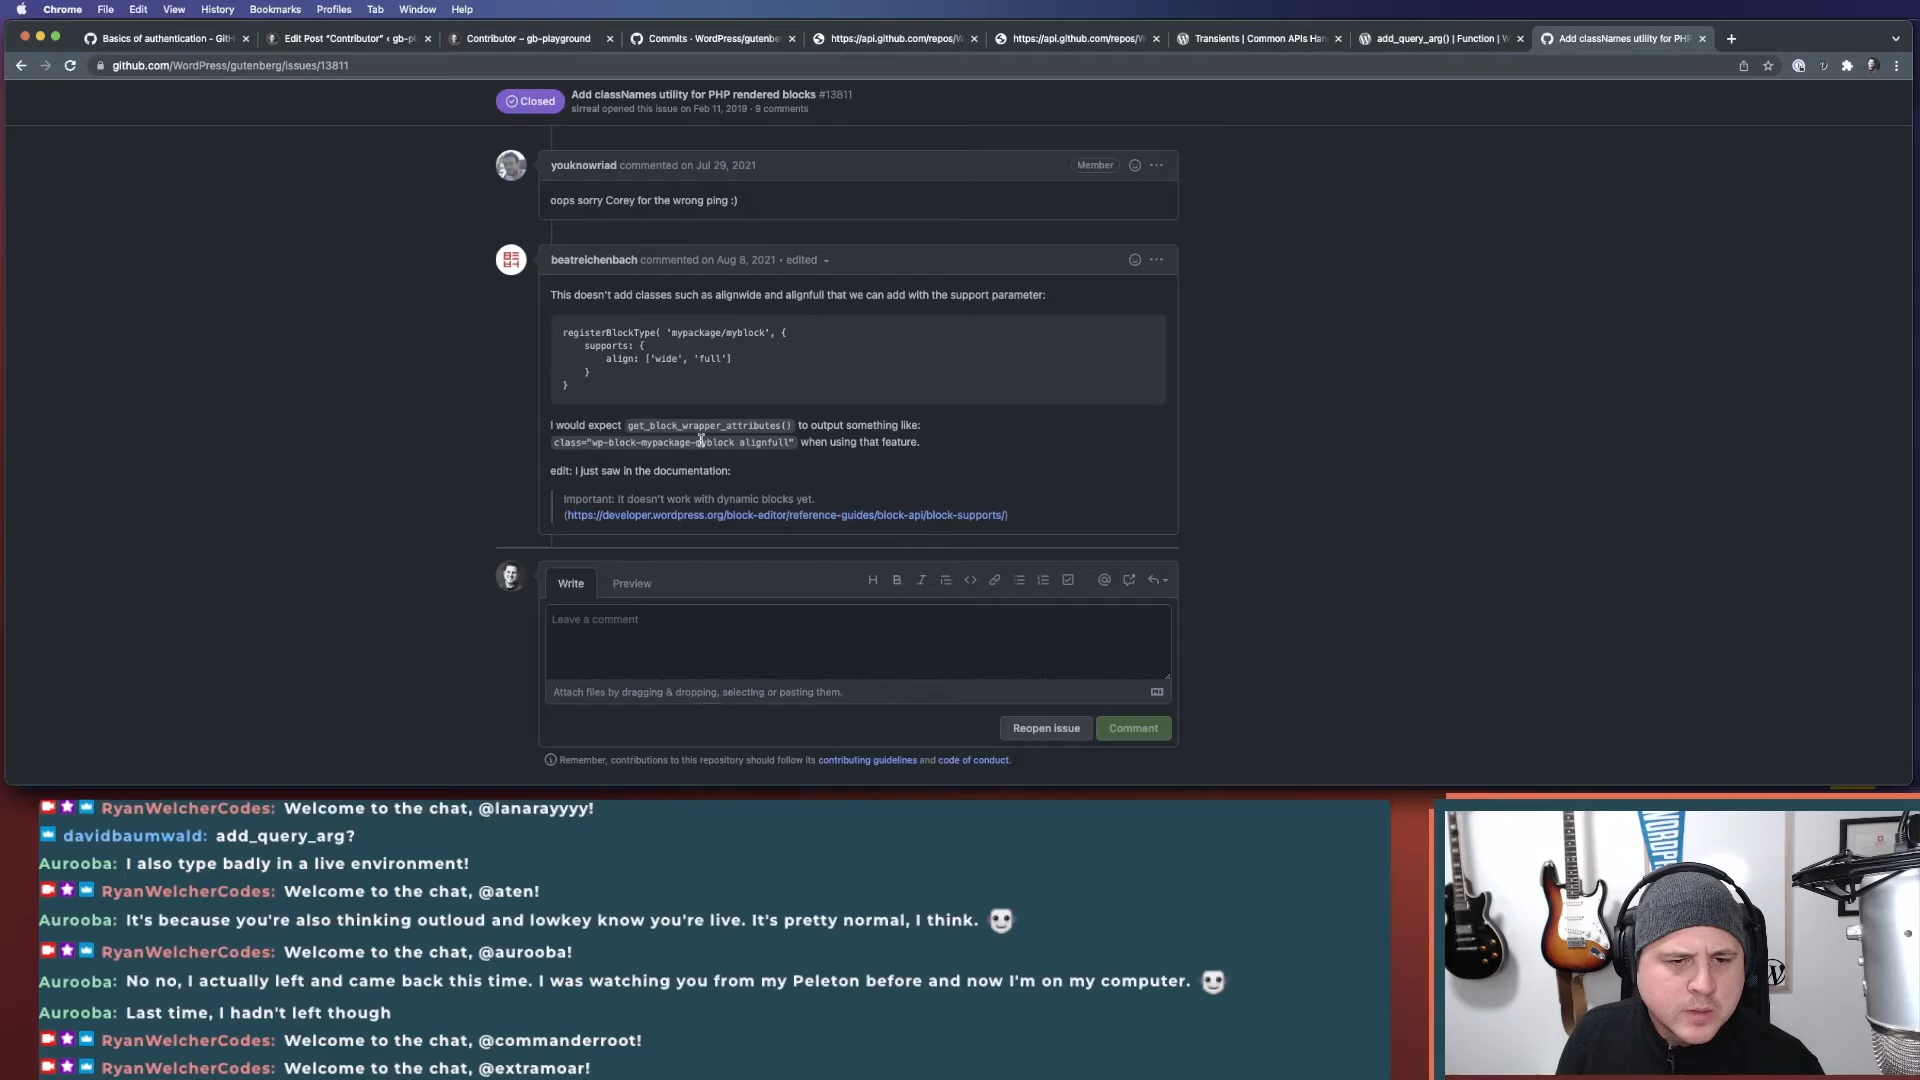 Chrome File Edit View History Bookmarks Profiles Tab Window Help
Basics of authentication - GitH
Edit Post “Contributor” ‹ gb-pl
Contributor – gb-playground
Commits · WordPress/gutenbe
https://api.github.com/repos/W
https://api.github.com/repos/W
Transients | Common APIs Han
add_query_arg() | Function | W
Add classNames utility for PHP
github.com/WordPress/gutenberg/issues/13811
Closed
Add classNames utility for PHP rendered blocks #13811
sirreal opened this issue on Feb 11, 2019 · 9 comments
youknowriad commented on Jul 29, 2021
Member
oops sorry Corey for the wrong ping :)
beatreichenbach commented on Aug 8, 2021 • edited
This doesn't add classes such as alignwide and alignfull that we can add with the support parameter:
registerBlockType( 'mypackage/myblock', {
supports: {
align: ['wide', 'full']
}
}
I would expect get_block_wrapper_attributes() to output something like:
class="wp-block-mypackage-myblock alignfull" when using that feature.
edit: I just saw in the documentation:
Important: It doesn't work with dynamic blocks yet.
(https://developer.wordpress.org/block-editor/reference-guides/block-api/block-supports/)
Write Preview
H B I
Leave a comment
Attach files by dragging & dropping, selecting or pasting them.
Reopen issue Comment
Remember, contributions to this repository should follow its contributing guidelines and code of conduct.
RyanWelcherCodes: Welcome to the chat, @lanarayyyy!
davidbaumwald: add_query_arg?
Aurooba: I also type badly in a live environment!
RyanWelcherCodes: Welcome to the chat, @aten!
Aurooba: It's because you're also thinking outloud and lowkey know you're live. It's pretty normal, I think.
RyanWelcherCodes: Welcome to the chat, @aurooba!
Aurooba: No no, I actually left and came back this time. I was watching you from my Peleton before and now I'm on my computer.
Aurooba: Last time, I hadn't left though
RyanWelcherCodes: Welcome to the chat, @commanderroot!
RyanWelcherCodes: Welcome to the chat, @extramoar!